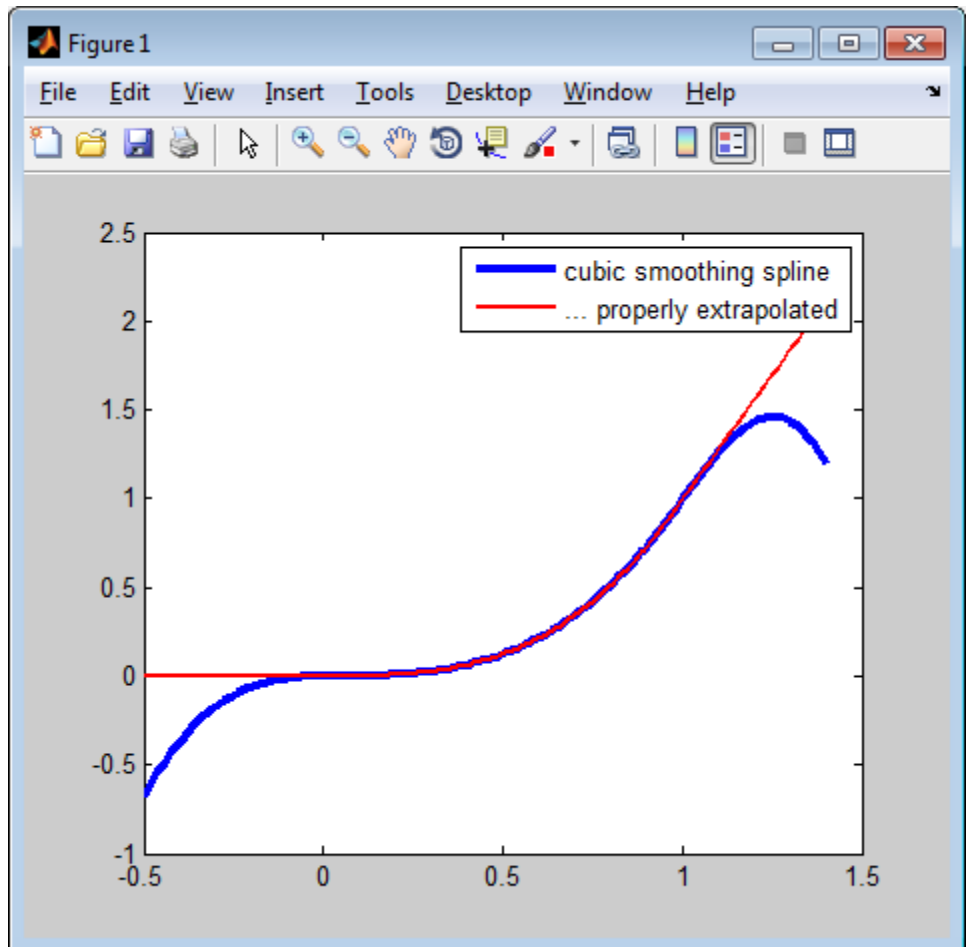 Figure 1
File Edit View Insert Tools Desktop Window Help
2.5
cubic smoothing spline
... properly extrapolated
2
1.5
1
0.5
0
-0.5
-1
-0.5 0 0.5 1 1.5